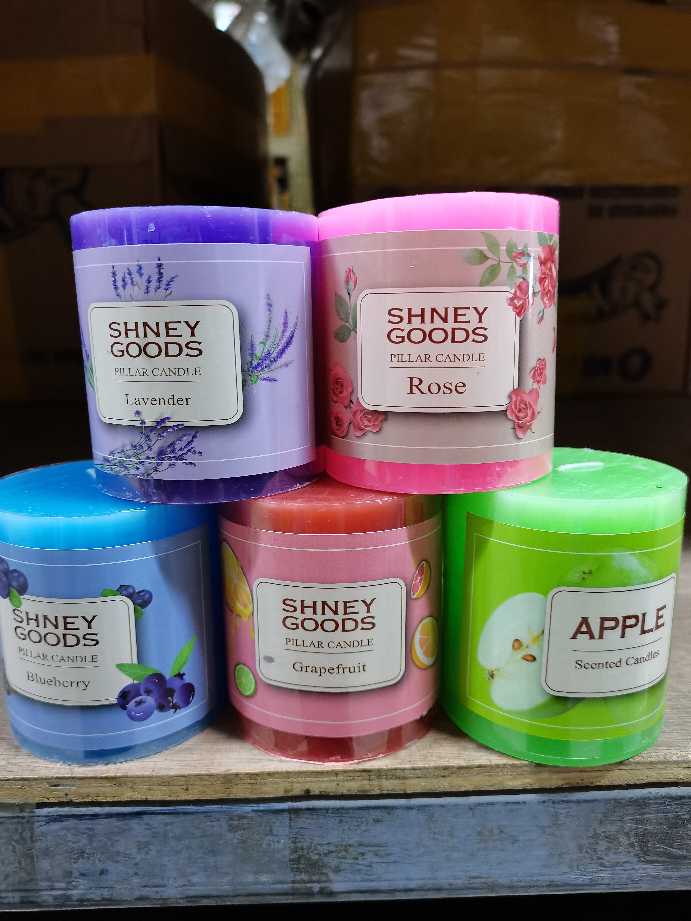 SHNEY
GOODS
PILLAR CANDLE
Lavender
SHNEY
GOODS
PILLAR CANDLE
Rose
SHNEY
GOODS
PILLAR CANDLE
Blueberry
SHNEY
GOODS
PILLAR CANDLE
Grapefruit
APPLE
Scented Candles